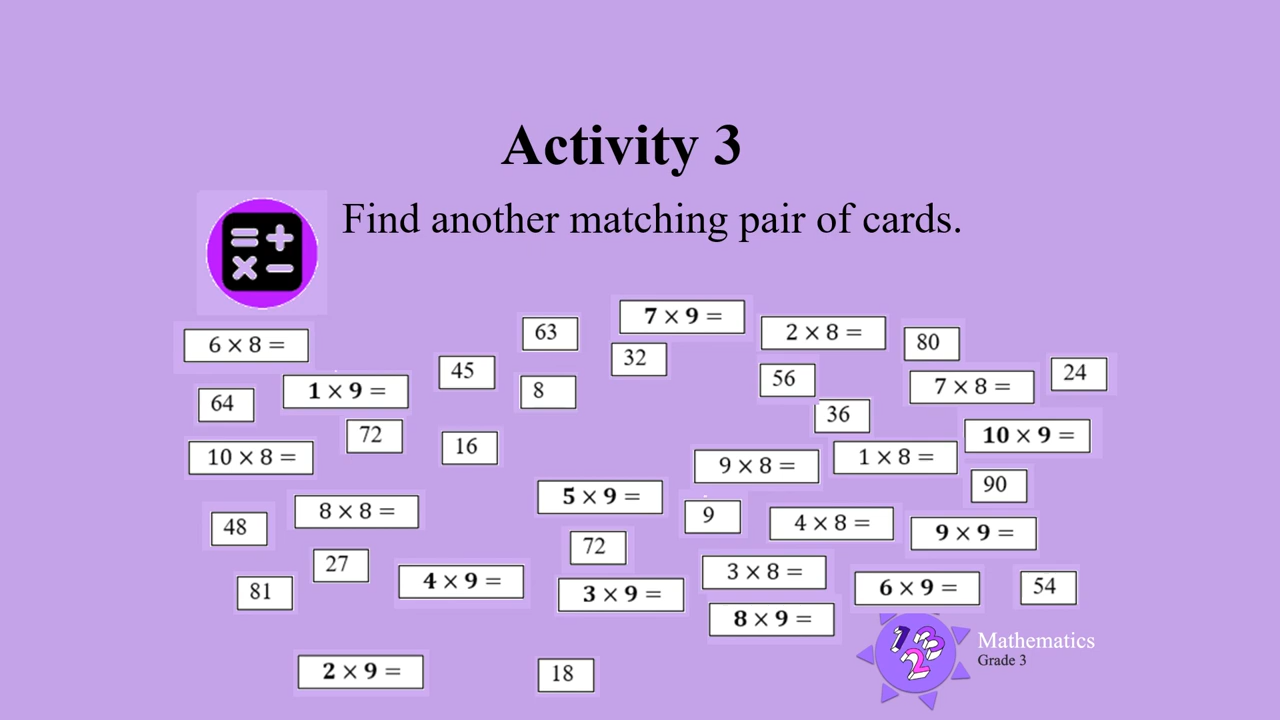 Activity 3
Find another matching pair of cards.
7 × 9 =
63
2 × 8 =
80
6 × 8 =
32
45
56
24
7 × 8 =
1 × 9 =
8
64
36
72
10 × 9 =
16
10 × 8 =
1 × 8 =
9 × 8 =
90
5 × 9 =
8 × 8 =
9
4 × 8 =
48
9 × 9 =
72
27
3 × 8 =
4 × 9 =
6 × 9 =
54
81
3 × 9 =
8 × 9 =
123
Mathematics
Grade 3
2 × 9 =
18